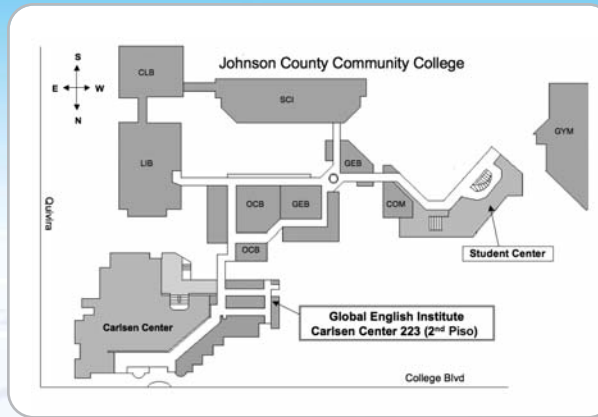 Johnson County Community College
S
E W
N
CLB
SCI
LIB
GEB
GYM
OCB
GEB
COM
OCB
Quivira
Student Center
Carlsen Center
Global English Institute
Carlsen Center 223 (2nd Piso)
College Blvd